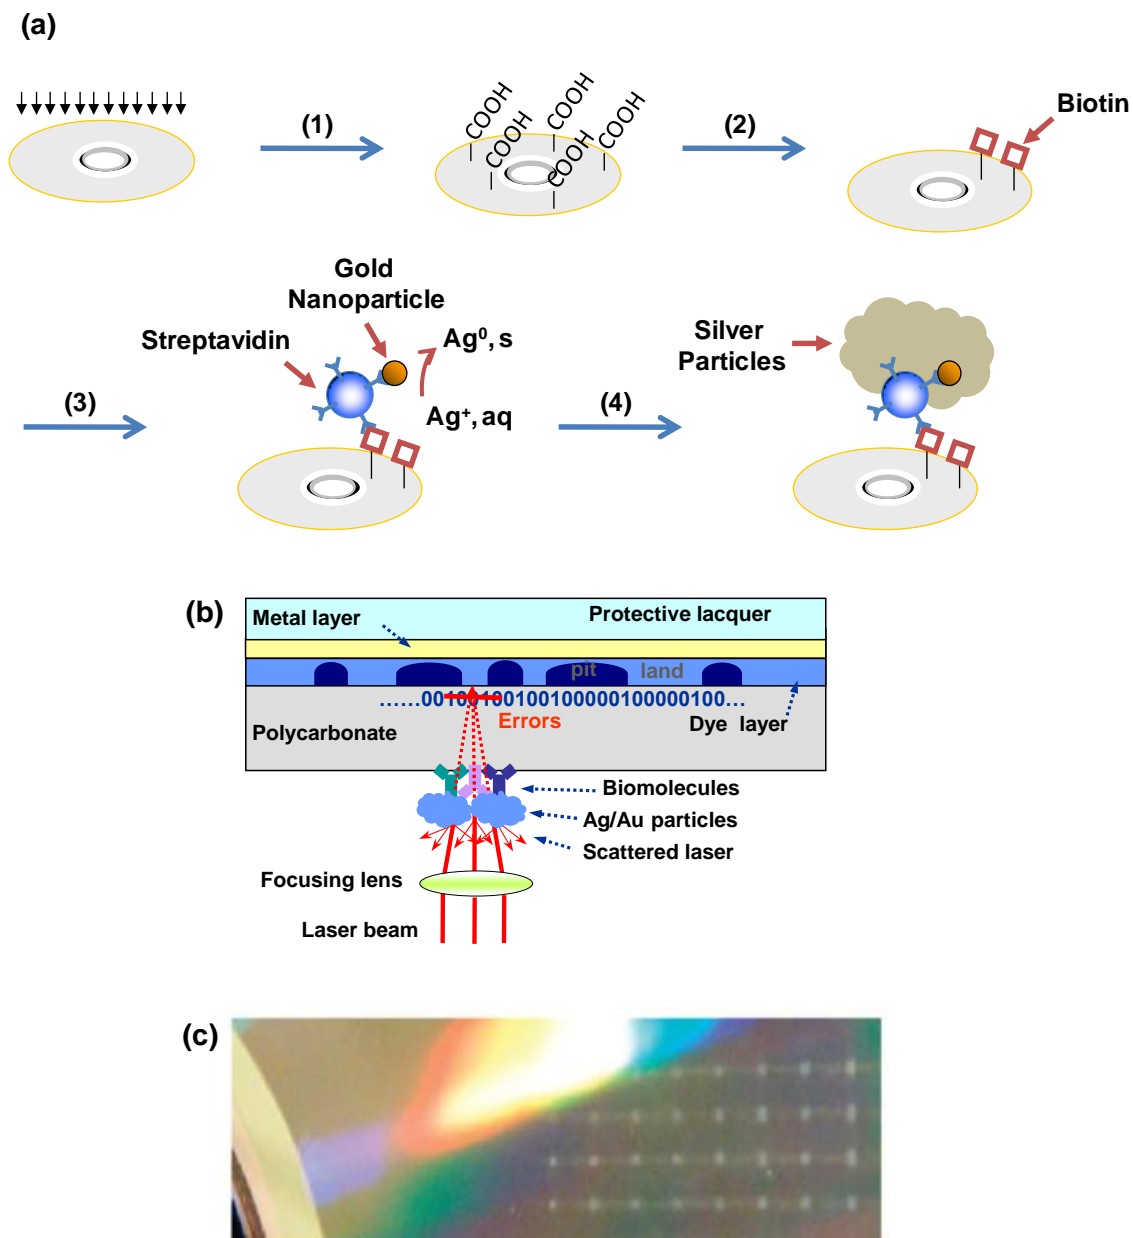 (a)
COOH
COOH
COOH
COOH
COOH
(1)
(2)
Biotin
Gold
Nanoparticle
Streptavidin
Ag⁰, s
Ag⁺, aq
(3)
(4)
Silver
Particles
(b)
Metal layer
Protective lacquer
pit
land
......00100100100100000100000100...
Errors
Dye layer
Polycarbonate
Biomolecules
Ag/Au particles
Scattered laser
Focusing lens
Laser beam
(c)